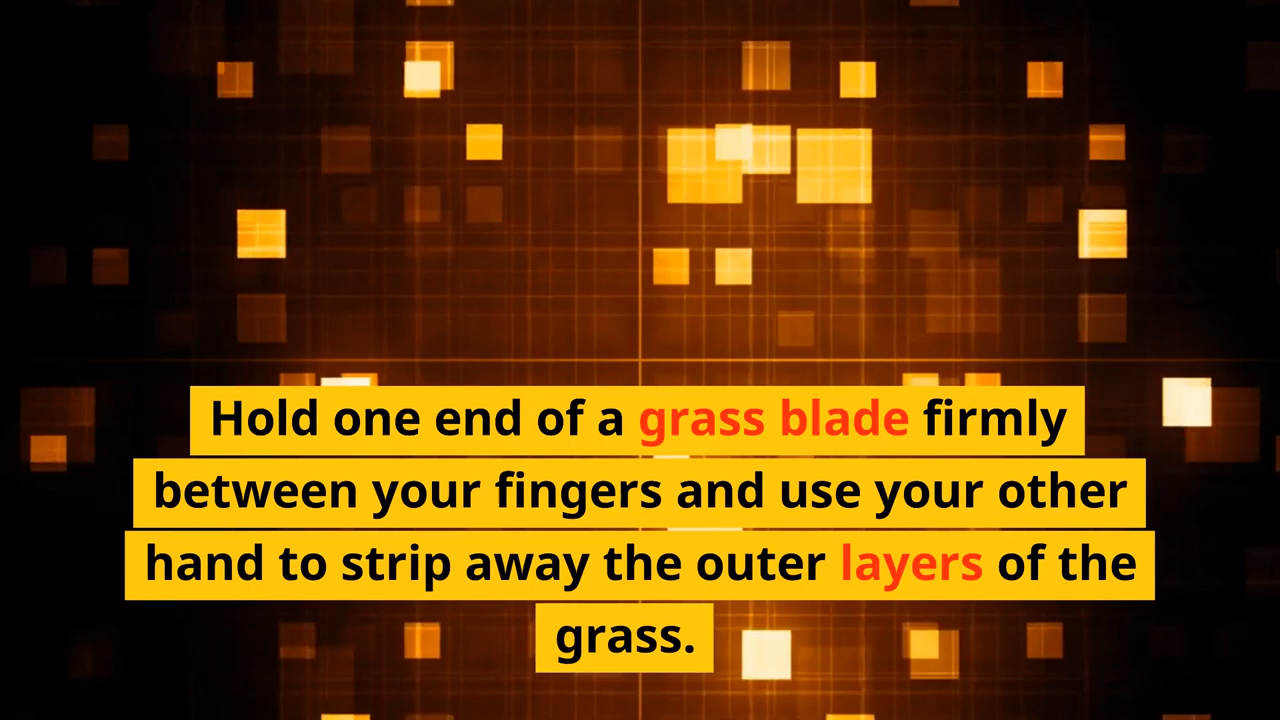 Hold one end of a grass blade firmly
between your fingers and use your other
hand to strip away the outer layers of the
grass.